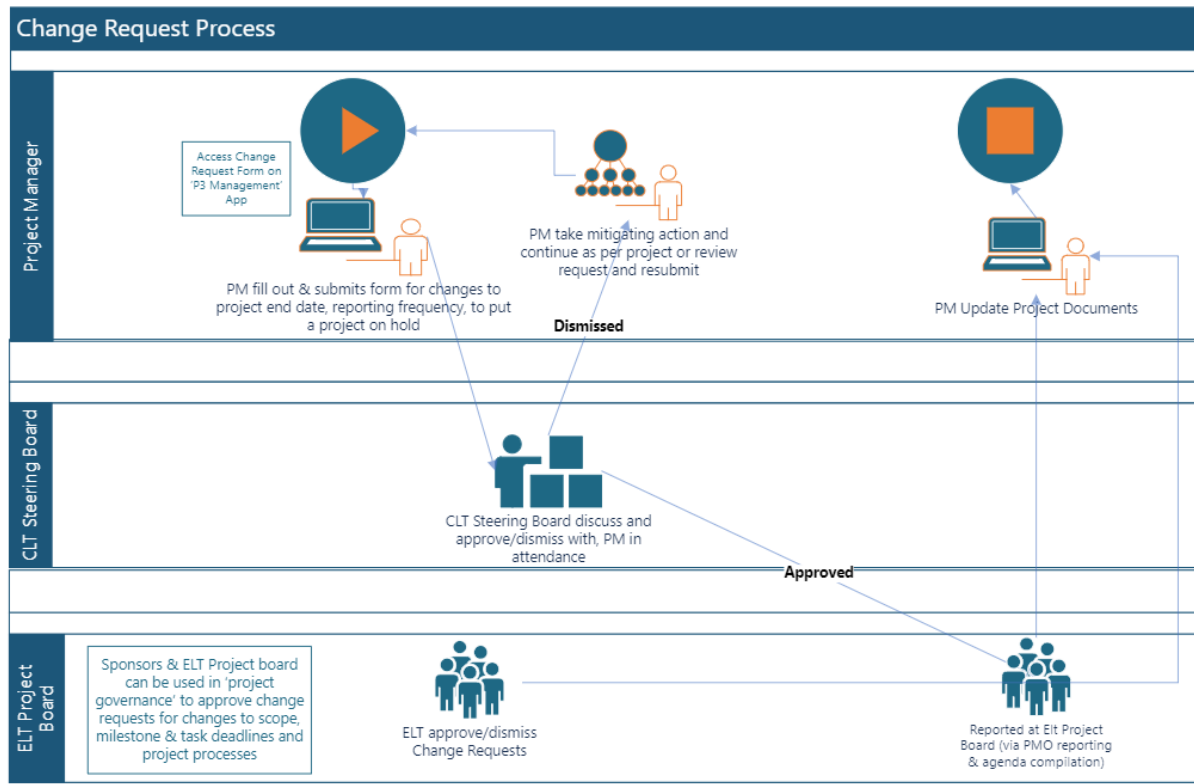 Change Request Process
Project Manager
Access Change
Request Form on
'P3 Management'
App
PM fill out & submits form for changes to
project end date, reporting frequency, to put
a project on hold
PM take mitigating action and
continue as per project or review
request and resubmit
Dismissed
PM Update Project Documents
CLT Steering Board
CLT Steering Board discuss and
approve/dismiss with, PM in
attendance
Approved
ELT Project
Board
Sponsors & ELT Project board
can be used in 'project
governance' to approve change
requests for changes to scope,
milestone & task deadlines and
project processes
ELT approve/dismiss
Change Requests
Reported at Elt Project
Board (via PMO reporting
& agenda compilation)